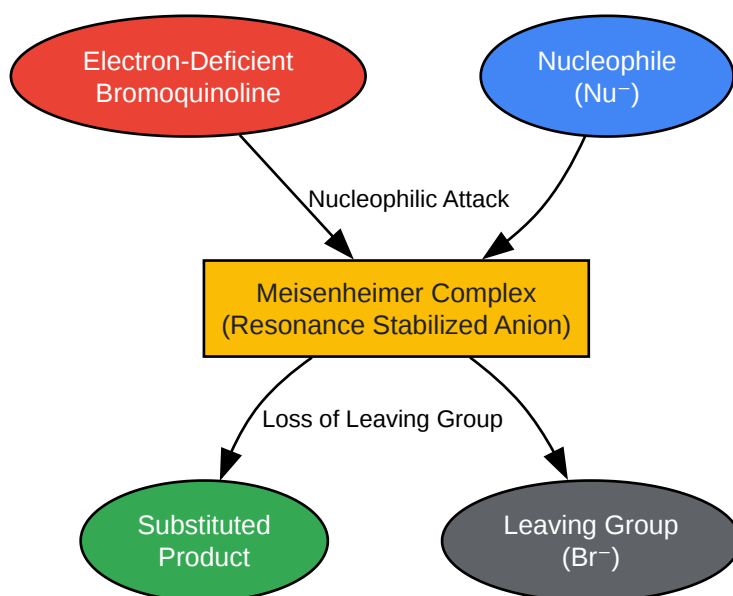 Electron-Deficient
Bromoquinoline
Nucleophile
(Nu⁻)
Nucleophilic Attack
Meisenheimer Complex
(Resonance Stabilized Anion)
Loss of Leaving Group
Substituted
Product
Leaving Group
(Br⁻)